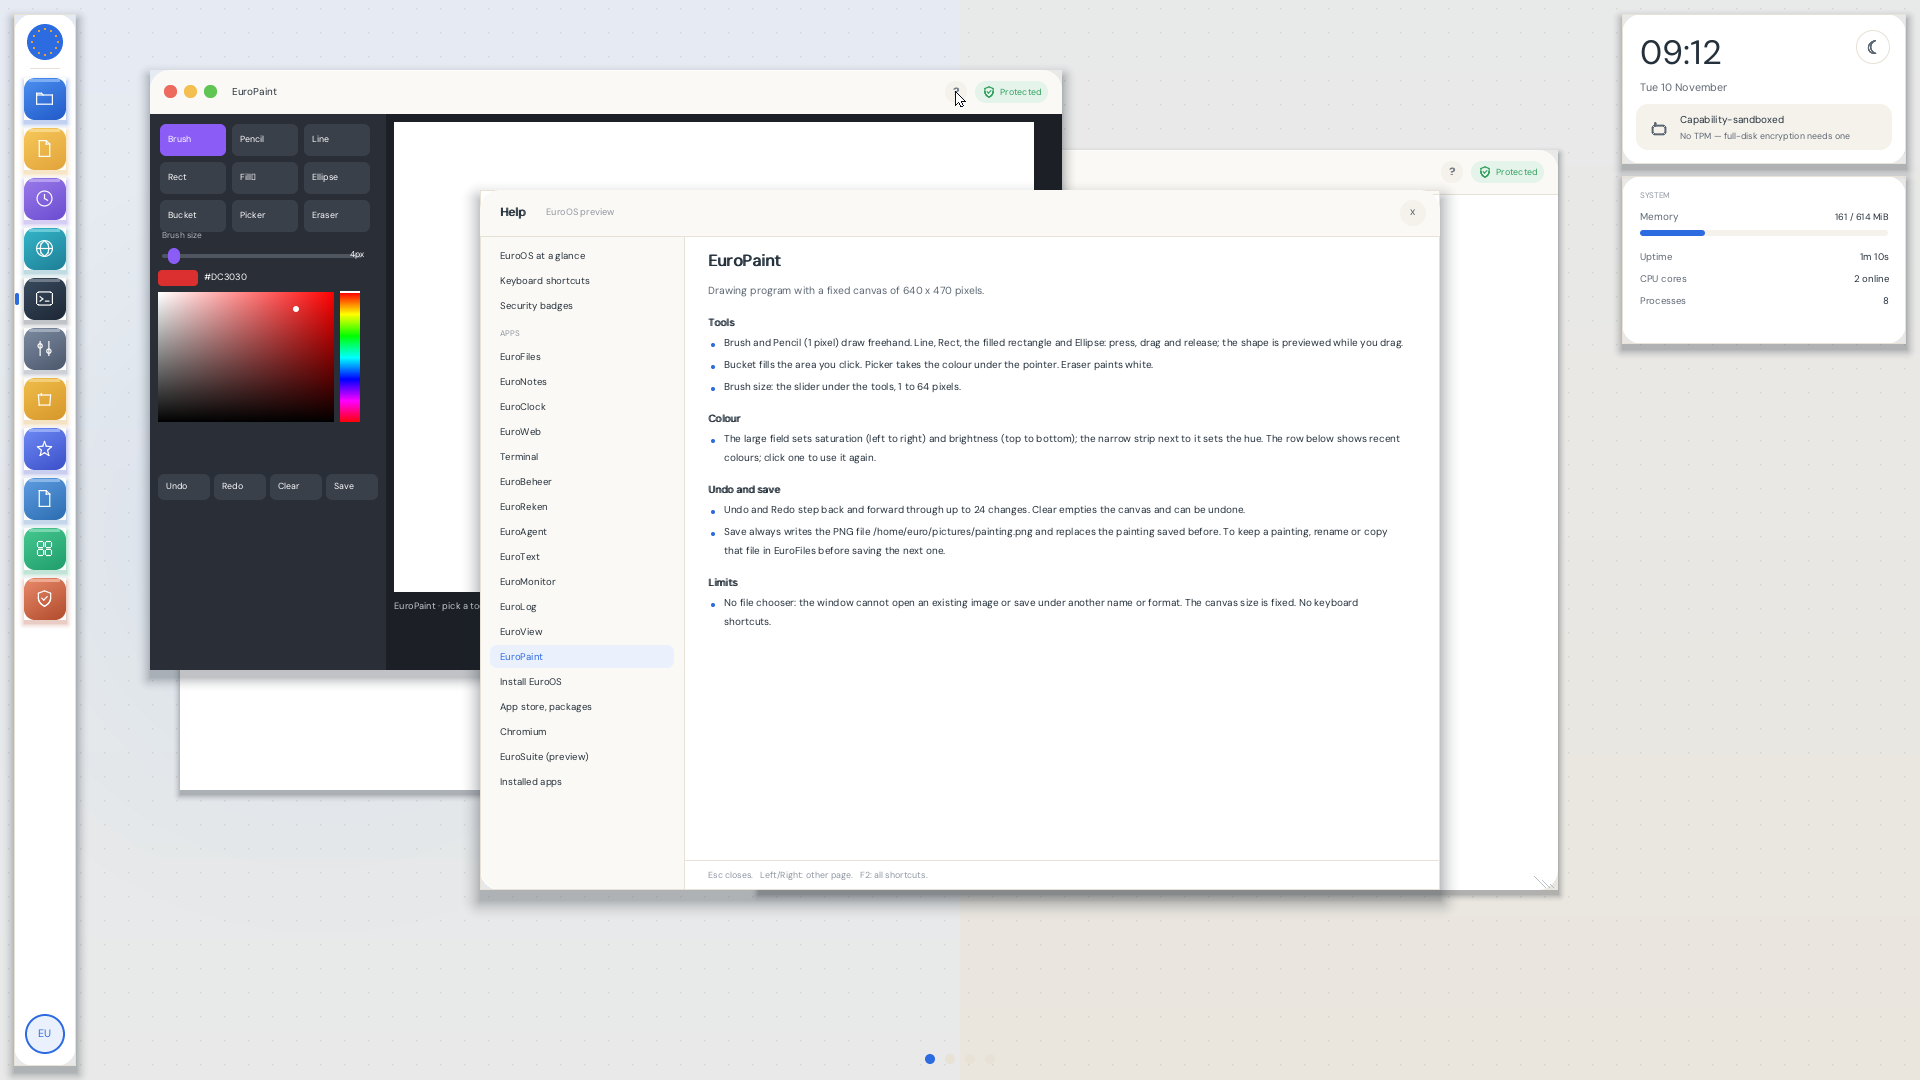 EuroPaint
?
Protected
Brush
Pencil
Line
Rect
Ellipse
Bucket
Picker
Eraser
Brush size
4px
#DC3030
Undo
Redo
Clear
Save
EuroPaint · pick a to
?
Protected
Help
EuroOS preview
x
EuroOS at a glance
Keyboard shortcuts
Security badges
APPS
EuroFiles
EuroNotes
EuroClock
EuroWeb
Terminal
EuroBeheer
EuroReken
EuroAgent
EuroText
EuroMonitor
EuroLog
EuroView
EuroPaint
Install EuroOS
App store, packages
Chromium
EuroSuite (preview)
Installed apps
EuroPaint
Drawing program with a fixed canvas of 640 x 470 pixels.
Tools
Brush and Pencil (1 pixel) draw freehand. Line, Rect, the filled rectangle and Ellipse: press, drag and release; the shape is previewed while you drag.
Bucket fills the area you click. Picker takes the colour under the pointer. Eraser paints white.
Brush size: the slider under the tools, 1 to 64 pixels.
Colour
The large field sets saturation (left to right) and brightness (top to bottom); the narrow strip next to it sets the hue. The row below shows recent
colours; click one to use it again.
Undo and save
Undo and Redo step back and forward through up to 24 changes. Clear empties the canvas and can be undone.
Save always writes the PNG file /home/euro/pictures/painting.png and replaces the painting saved before. To keep a painting, rename or copy
that file in EuroFiles before saving the next one.
Limits
No file chooser: the window cannot open an existing image or save under another name or format. The canvas size is fixed. No keyboard
shortcuts.
Esc closes. Left/Right: other page. F2: all shortcuts.
09:12
Tue 10 November
Capability-sandboxed
No TPM — full-disk encryption needs one
SYSTEM
Memory
161 / 614 MiB
Uptime
1m 10s
CPU cores
2 online
Processes
8
EU